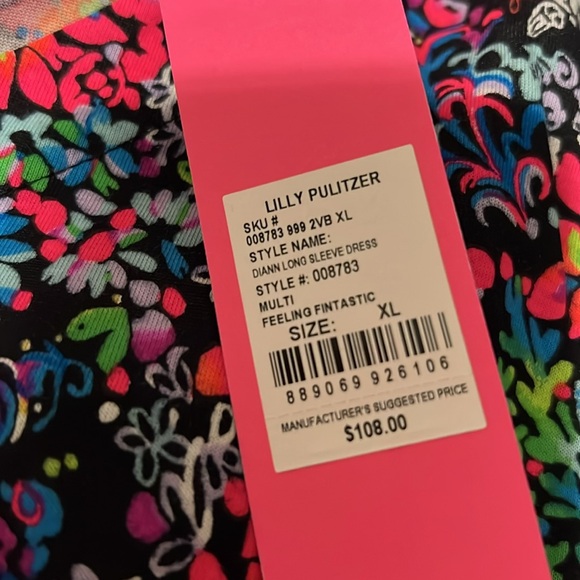 LILLY PULITZER
SKU #
008783 999 2VB XL
STYLE NAME:
DIANN LONG SLEEVE DRESS
STYLE #: 008783
MULTI
FEELING FINTASTIC
SIZE: XL
889069 926106
MANUFACTURER'S SUGGESTED PRICE
$108.00